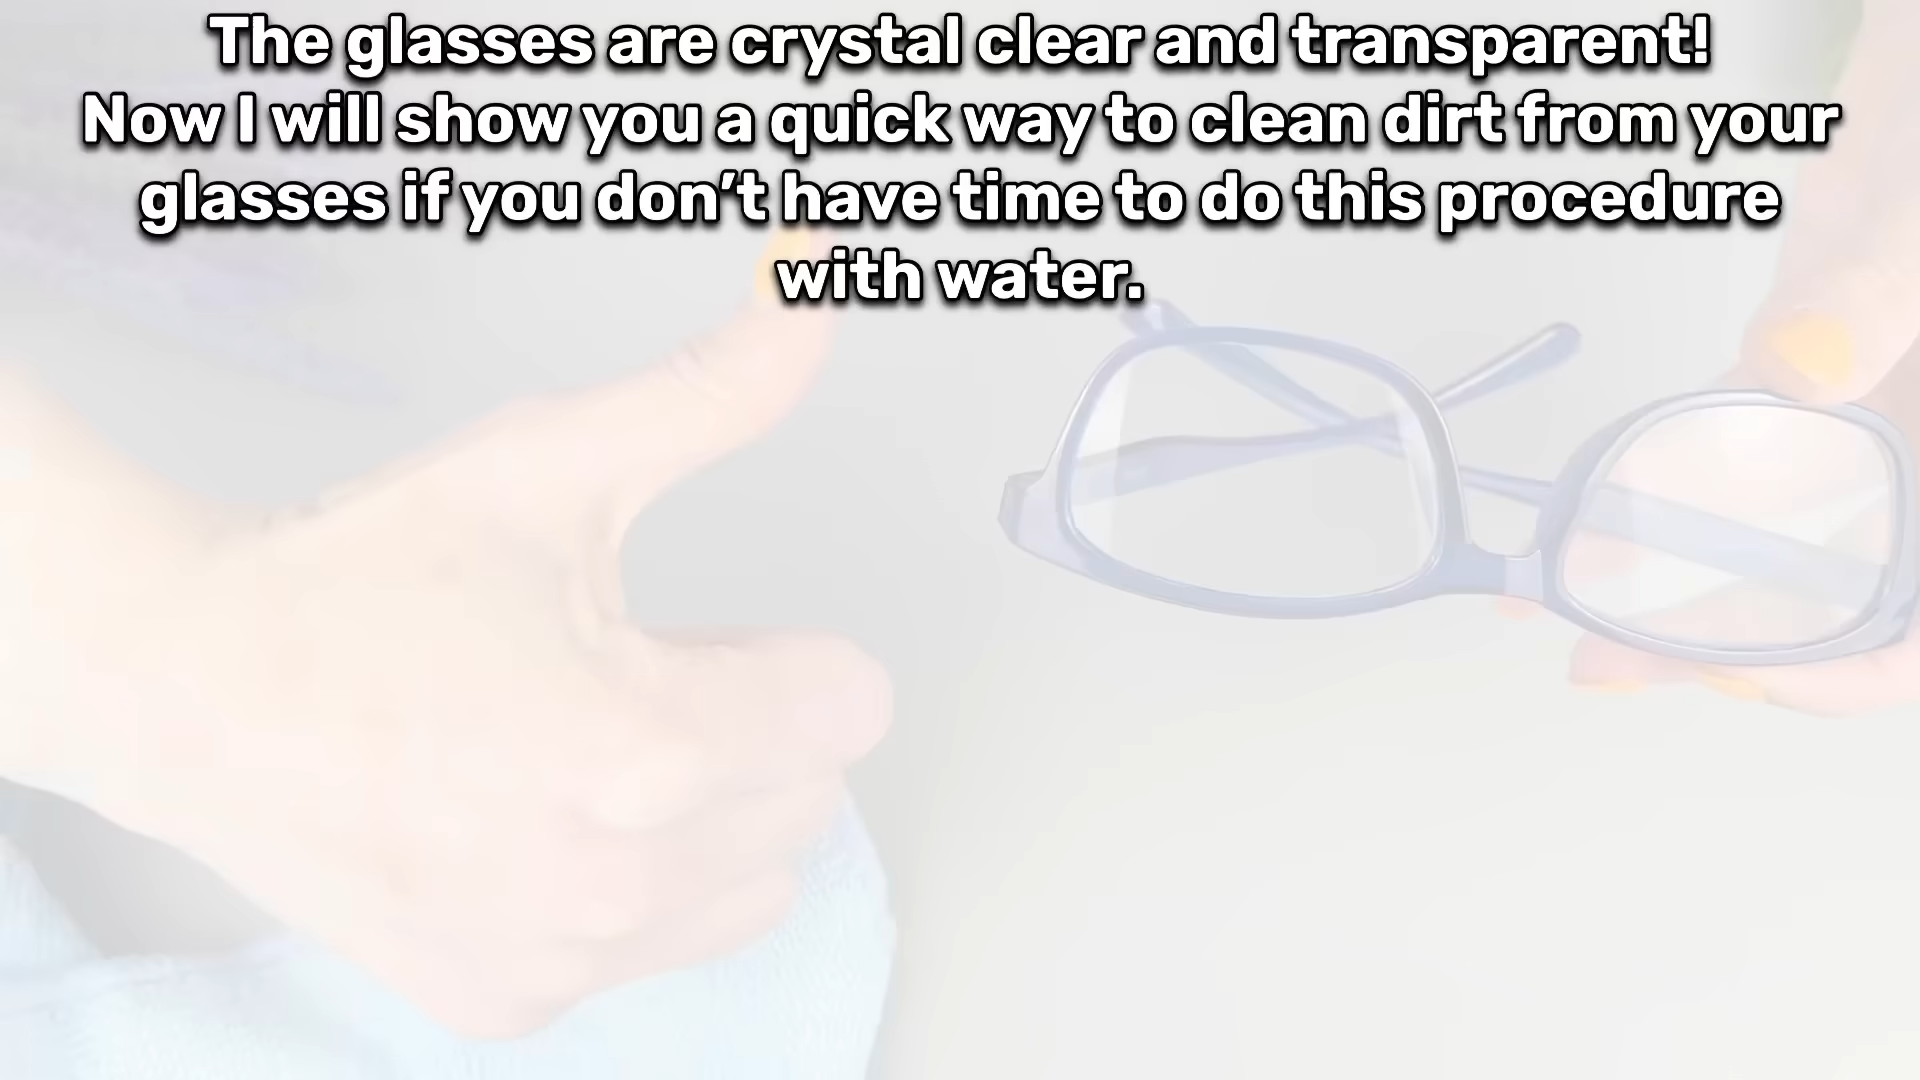 The glasses are crystal clear and transparent!
Now I will show you a quick way to clean dirt from your
glasses if you don’t have time to do this procedure
with water.